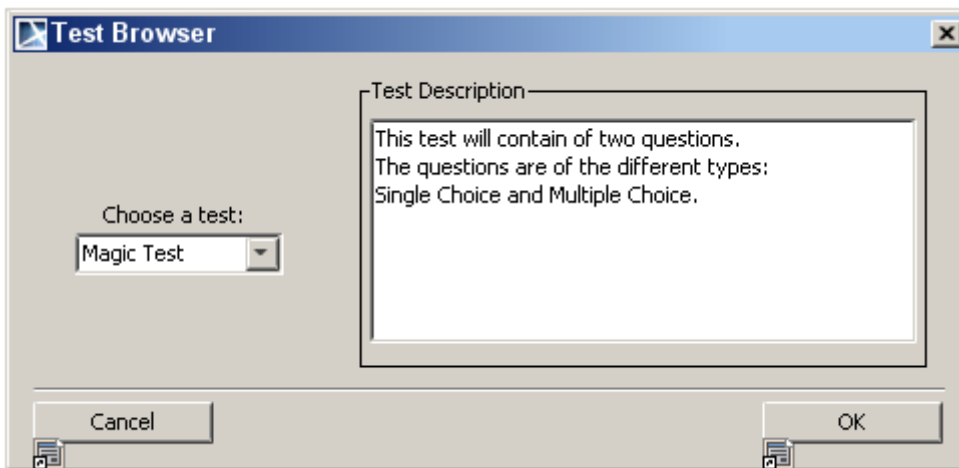 Test Browser
Test Description
This test will contain of two questions.
The questions are of the different types:
Single Choice and Multiple Choice.
Choose a test:
Magic Test
Cancel
OK